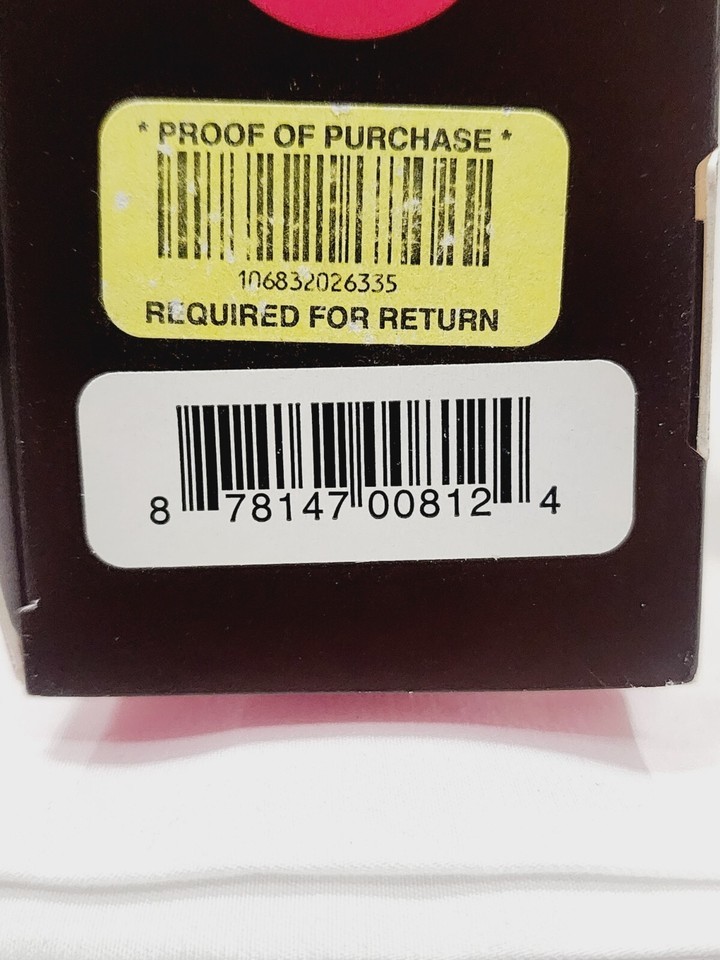 * PROOF OF PURCHASE *
106832026335
REQUIRED FOR RETURN
8 78147 00812 4